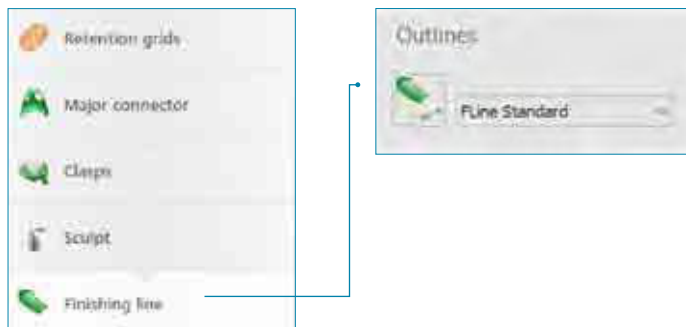 Retention grids
Major connector
Clasps
Sculpt
Finishing line
Outlines
FLine Standard